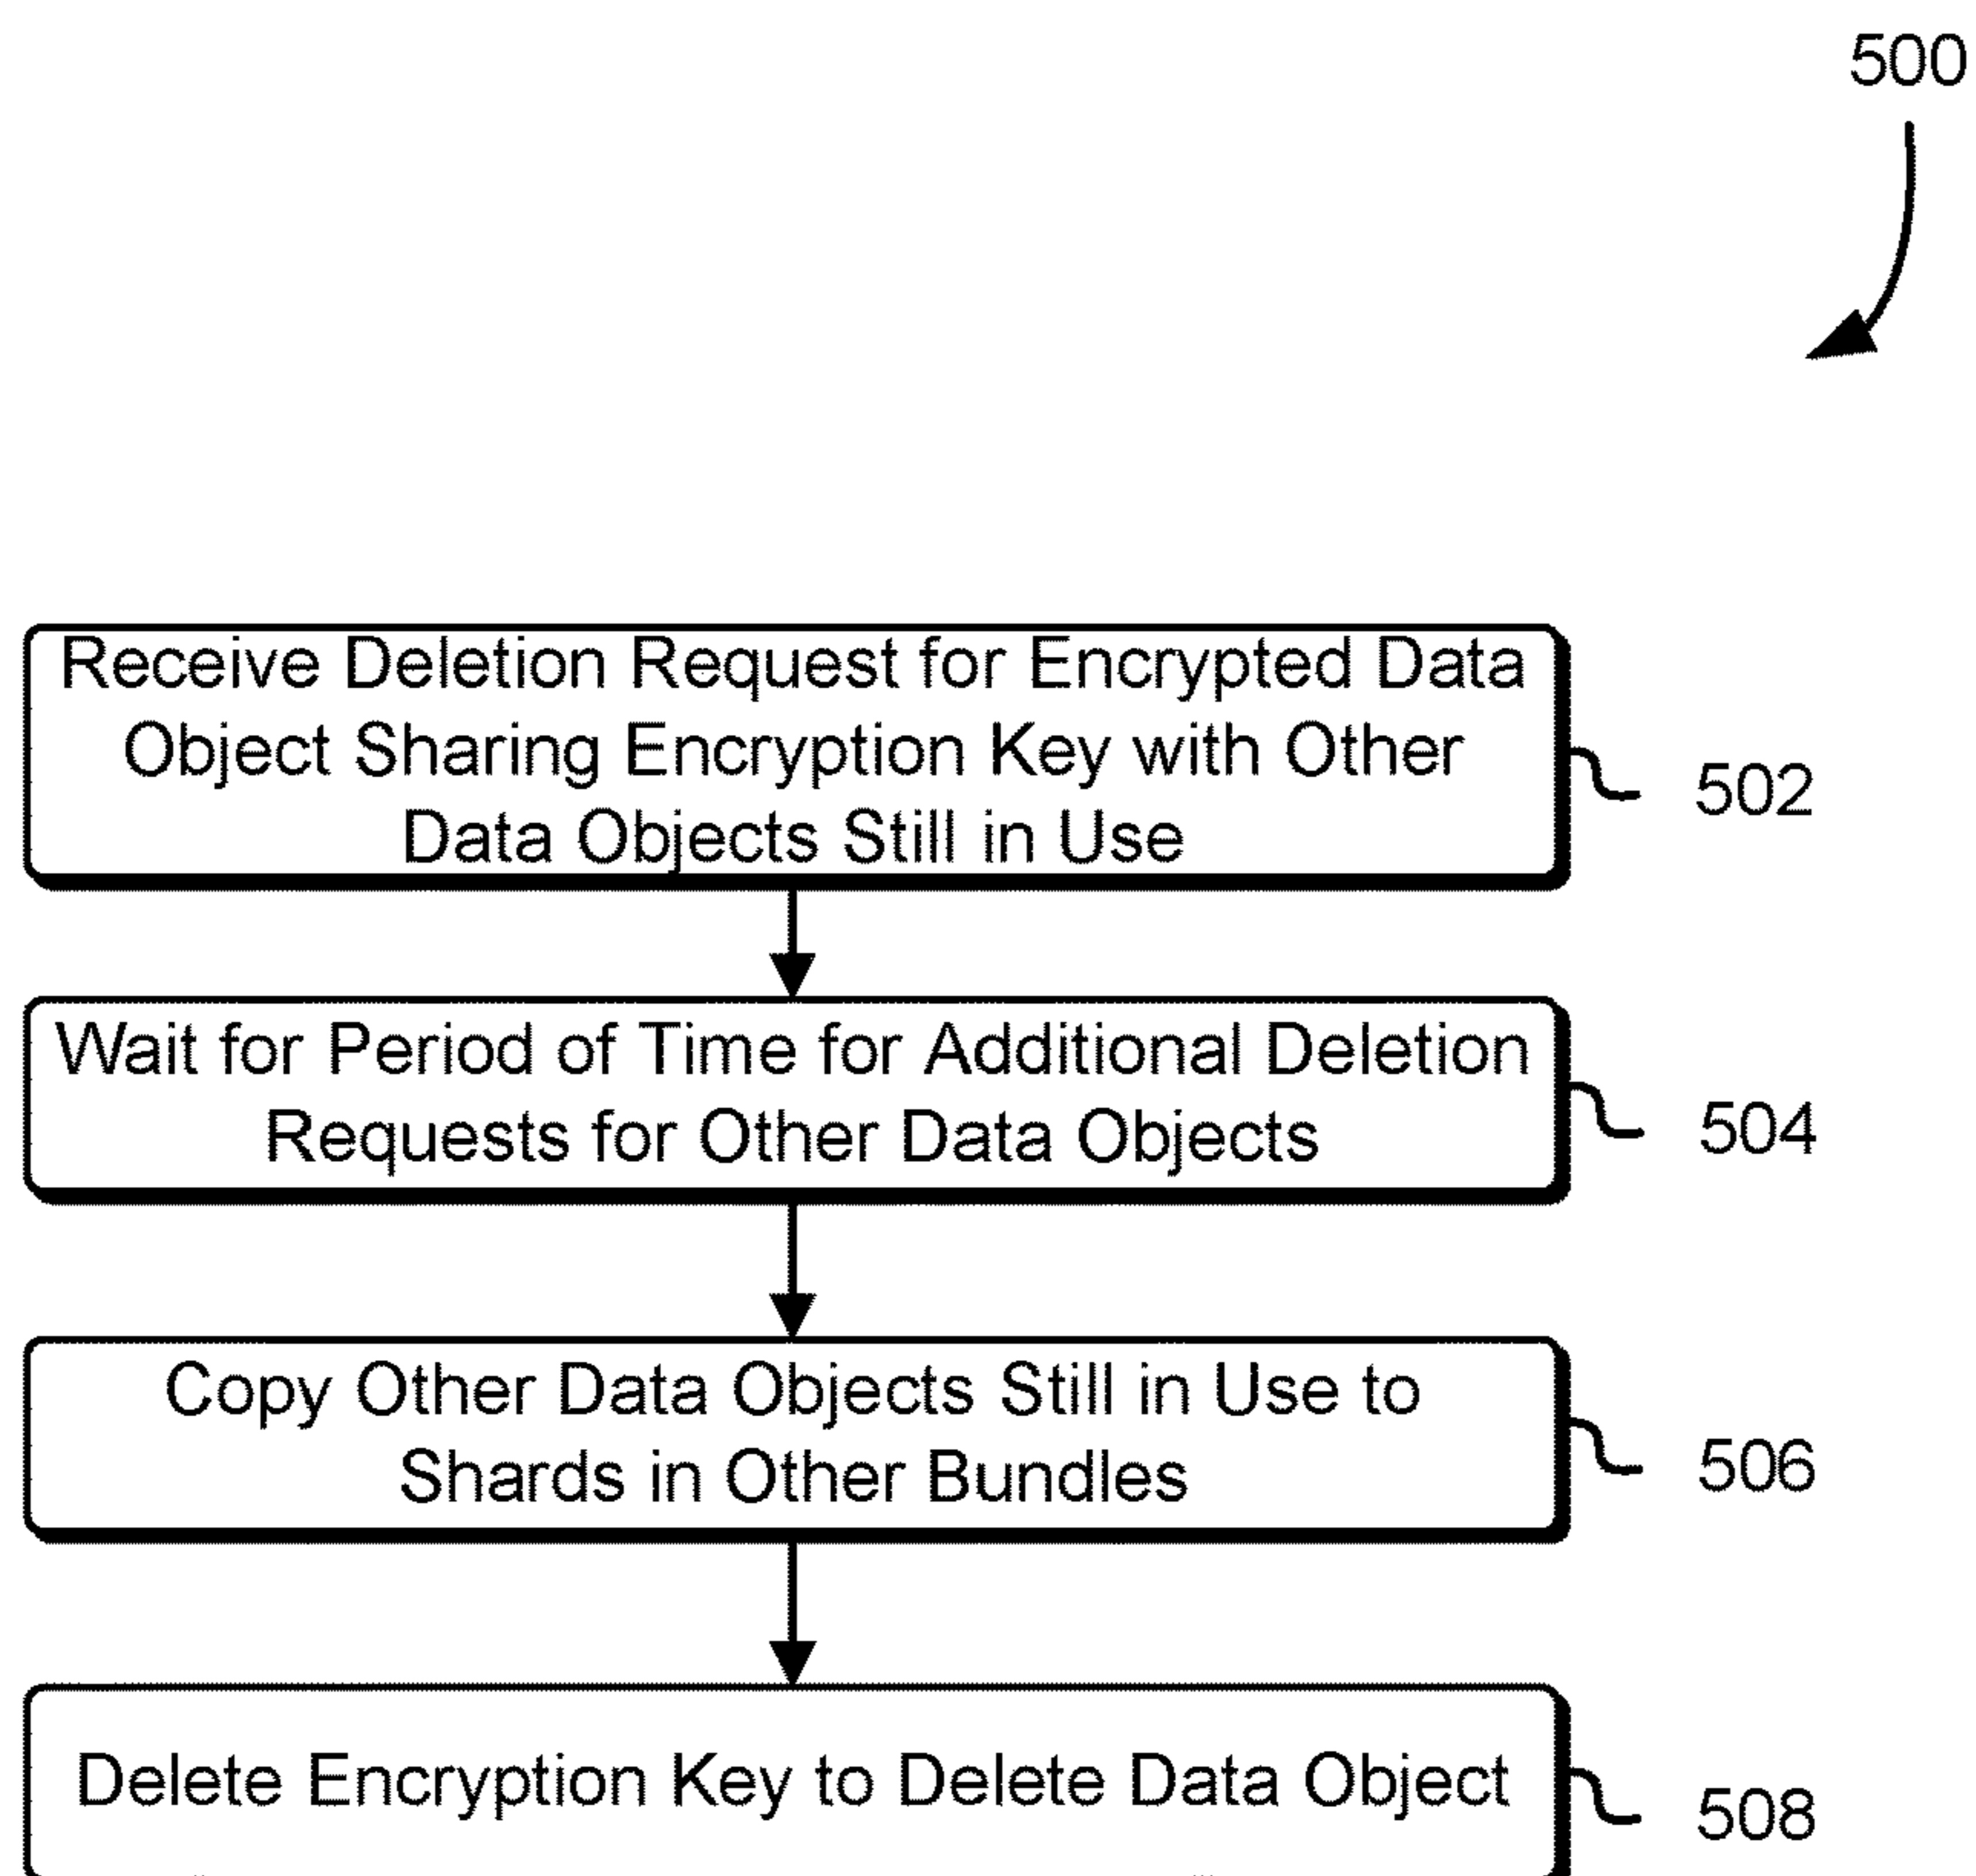 500
Receive Deletion Request for Encrypted Data
Object Sharing Encryption Key with Other
Data Objects Still in Use
502
Wait for Period of Time for Additional Deletion
Requests for Other Data Objects
504
Copy Other Data Objects Still in Use to
Shards in Other Bundles
506
Delete Encryption Key to Delete Data Object
508